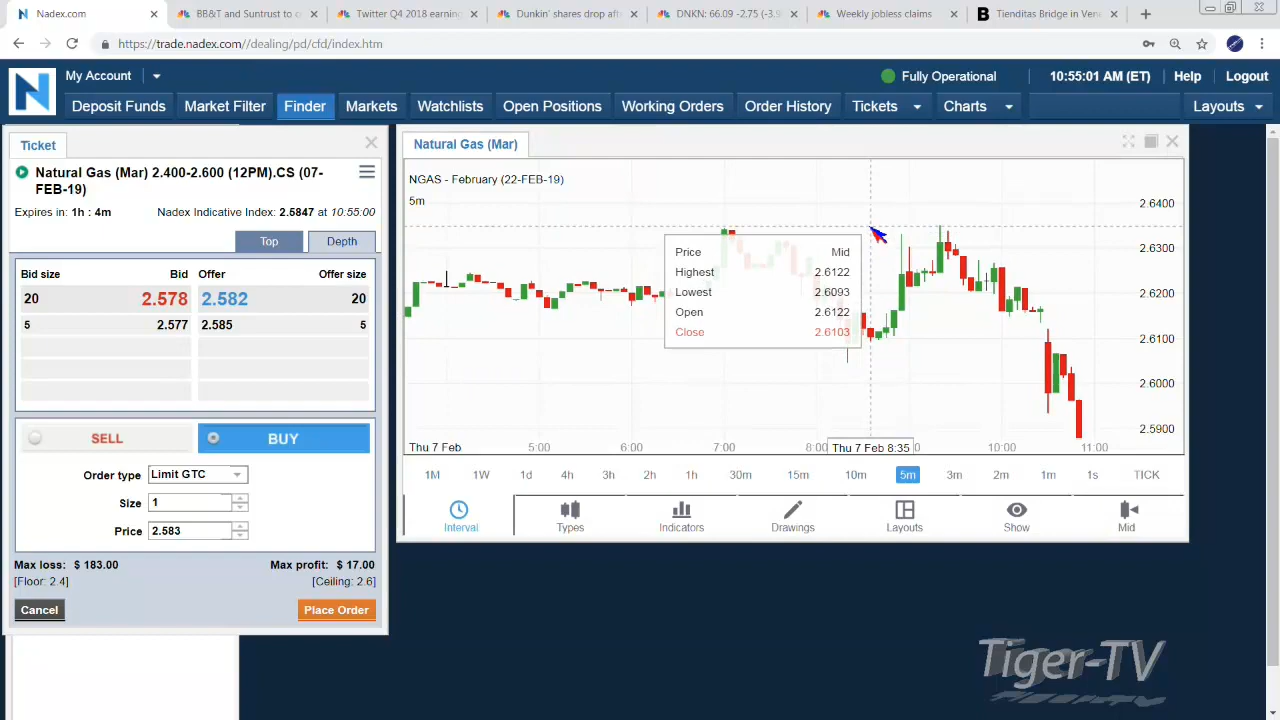 Nadex.com
BB&T and Suntrust to c
Twitter Q4 2018 earning
Dunkin' shares drop afte
DNKN: 66.09 -2.75 (-3.9
Weekly jobless claims
Tienditas Bridge in Vene
https://trade.nadex.com//dealing/pd/cfd/index.htm
My Account
Fully Operational
10:55:01 AM (ET)
Help
Logout
Deposit Funds
Market Filter
Finder
Markets
Watchlists
Open Positions
Working Orders
Order History
Tickets
Charts
Layouts
Ticket
Natural Gas (Mar) 2.400-2.600 (12PM).CS (07-
FEB-19)
Expires in: 1h : 4m
Nadex Indicative Index: 2.5847 at 10:55:00
Top
Depth
Bid size Bid Offer Offer size
20 2.578 2.582 20
5 2.577 2.585 5
SELL
BUY
Order type Limit GTC
Size 1
Price 2.583
Max loss: $ 183.00
Max profit: $ 17.00
[Floor: 2.4]
[Ceiling: 2.6]
Cancel
Place Order
Natural Gas (Mar)
NGAS - February (22-FEB-19)
5m
Price Mid
Highest 2.6122
Lowest 2.6093
Open 2.6122
Close 2.6103
2.6400
2.6300
2.6200
2.6100
2.6000
2.5900
Thu 7 Feb
5:00
6:00
7:00
8:00
Thu 7 Feb 8:35
10:00
11:00
1M 1W 1d 4h 3h 2h 1h 30m 15m 10m 5m 3m 2m 1m 1s TICK
Interval
Types
Indicators
Drawings
Layouts
Show
Mid
Tiger-TV